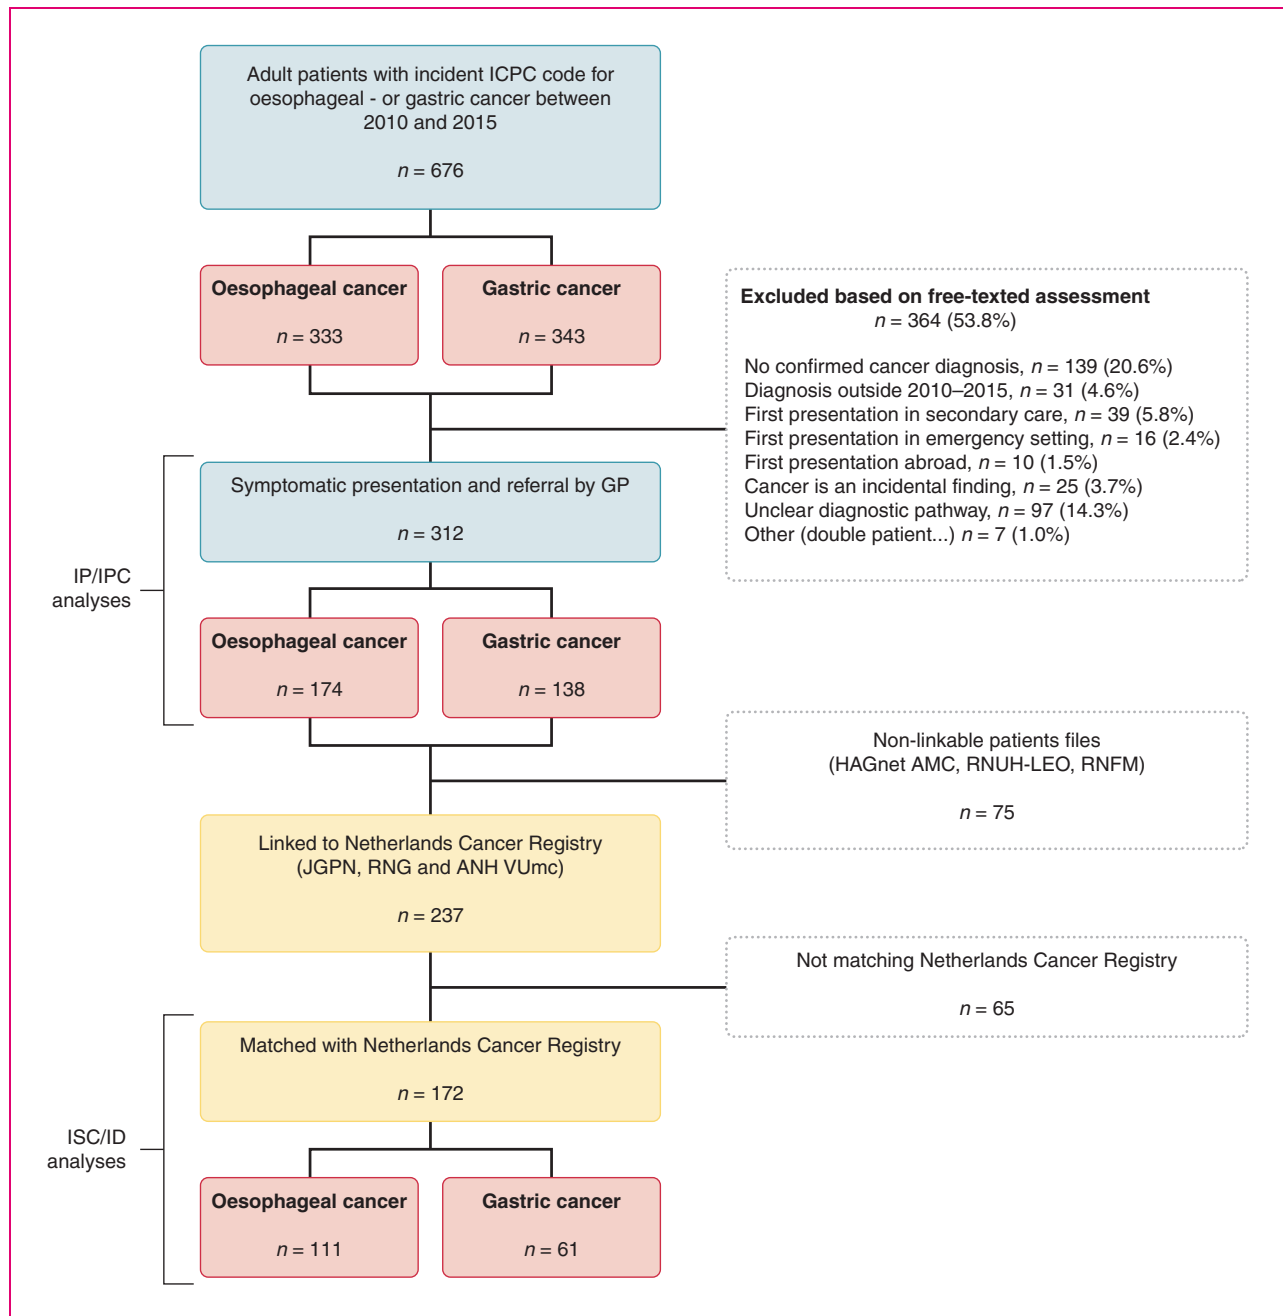 Adult patients with incident ICPC code for
oesophageal - or gastric cancer between
2010 and 2015
n = 676
Oesophageal cancer
n = 333
Gastric cancer
n = 343
Excluded based on free-texted assessment
n = 364 (53.8%)
No confirmed cancer diagnosis, n = 139 (20.6%)
Diagnosis outside 2010–2015, n = 31 (4.6%)
First presentation in secondary care, n = 39 (5.8%)
First presentation in emergency setting, n = 16 (2.4%)
First presentation abroad, n = 10 (1.5%)
Cancer is an incidental finding, n = 25 (3.7%)
Unclear diagnostic pathway, n = 97 (14.3%)
Other (double patient...) n = 7 (1.0%)
Symptomatic presentation and referral by GP
n = 312
IP/IPC
analyses
Oesophageal cancer
n = 174
Gastric cancer
n = 138
Non-linkable patients files
(HAGnet AMC, RNUH-LEO, RNFM)
n = 75
Linked to Netherlands Cancer Registry
(JGPN, RNG and ANH VUmc)
n = 237
Not matching Netherlands Cancer Registry
n = 65
Matched with Netherlands Cancer Registry
n = 172
ISC/ID
analyses
Oesophageal cancer
n = 111
Gastric cancer
n = 61